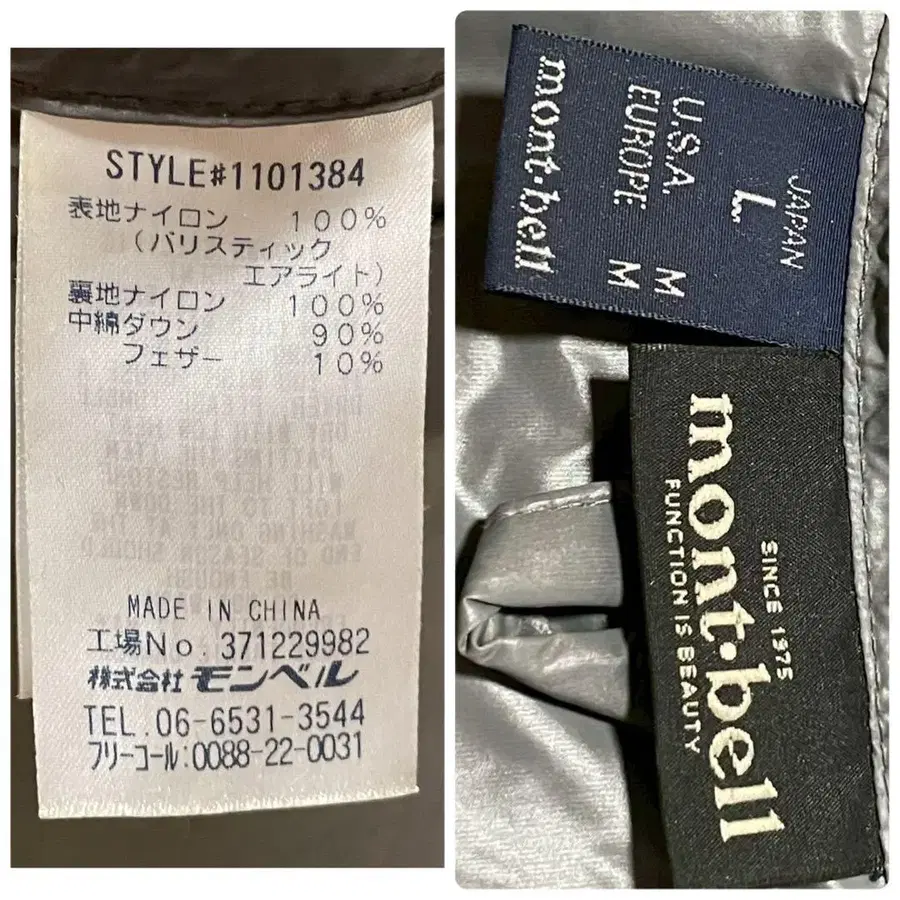 STYLE#1101384
表地ナイロン 100%
(バリスティック
エアライト)
裏地ナイロン 100%
中綿ダウン 90%
フェザー 10%
MADE IN CHINA
工場No. 371229982
株式会社 モンベル
TEL. 06-6531-3544
フリーコール:0088-22-0031
JAPAN
L
U.S.A. M
EUROPE M
mont·bell
SINCE 1975
mont·bell
FUNCTION IS BEAUTY